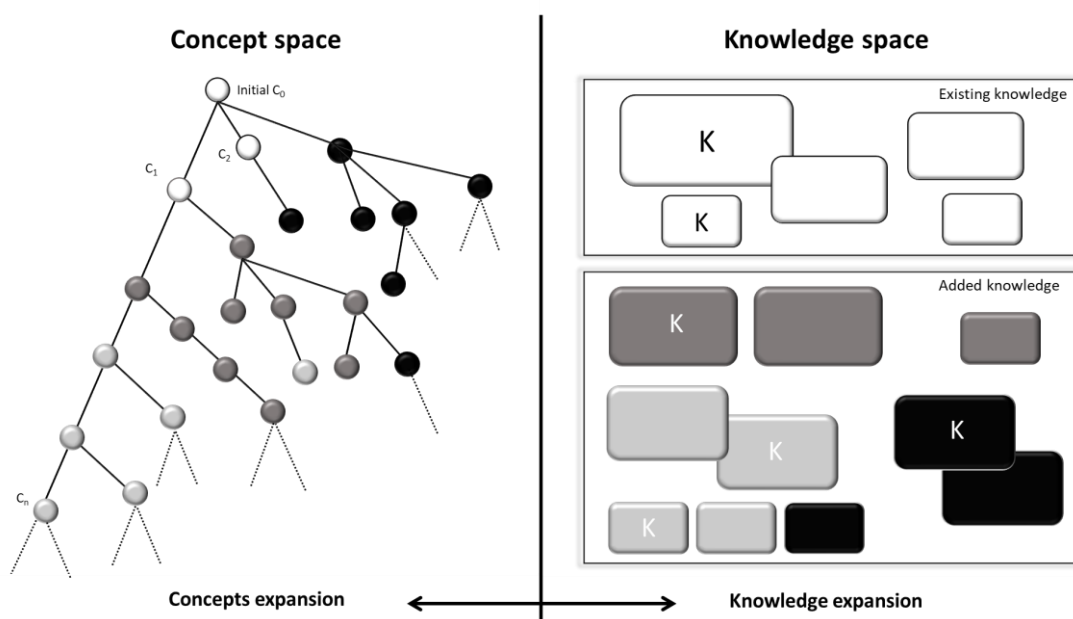 Concept space
Initial C₀
C₂
C₁
Cₙ
Concepts expansion
Knowledge space
Existing knowledge
K
K
Added knowledge
K
K
K
K
Knowledge expansion